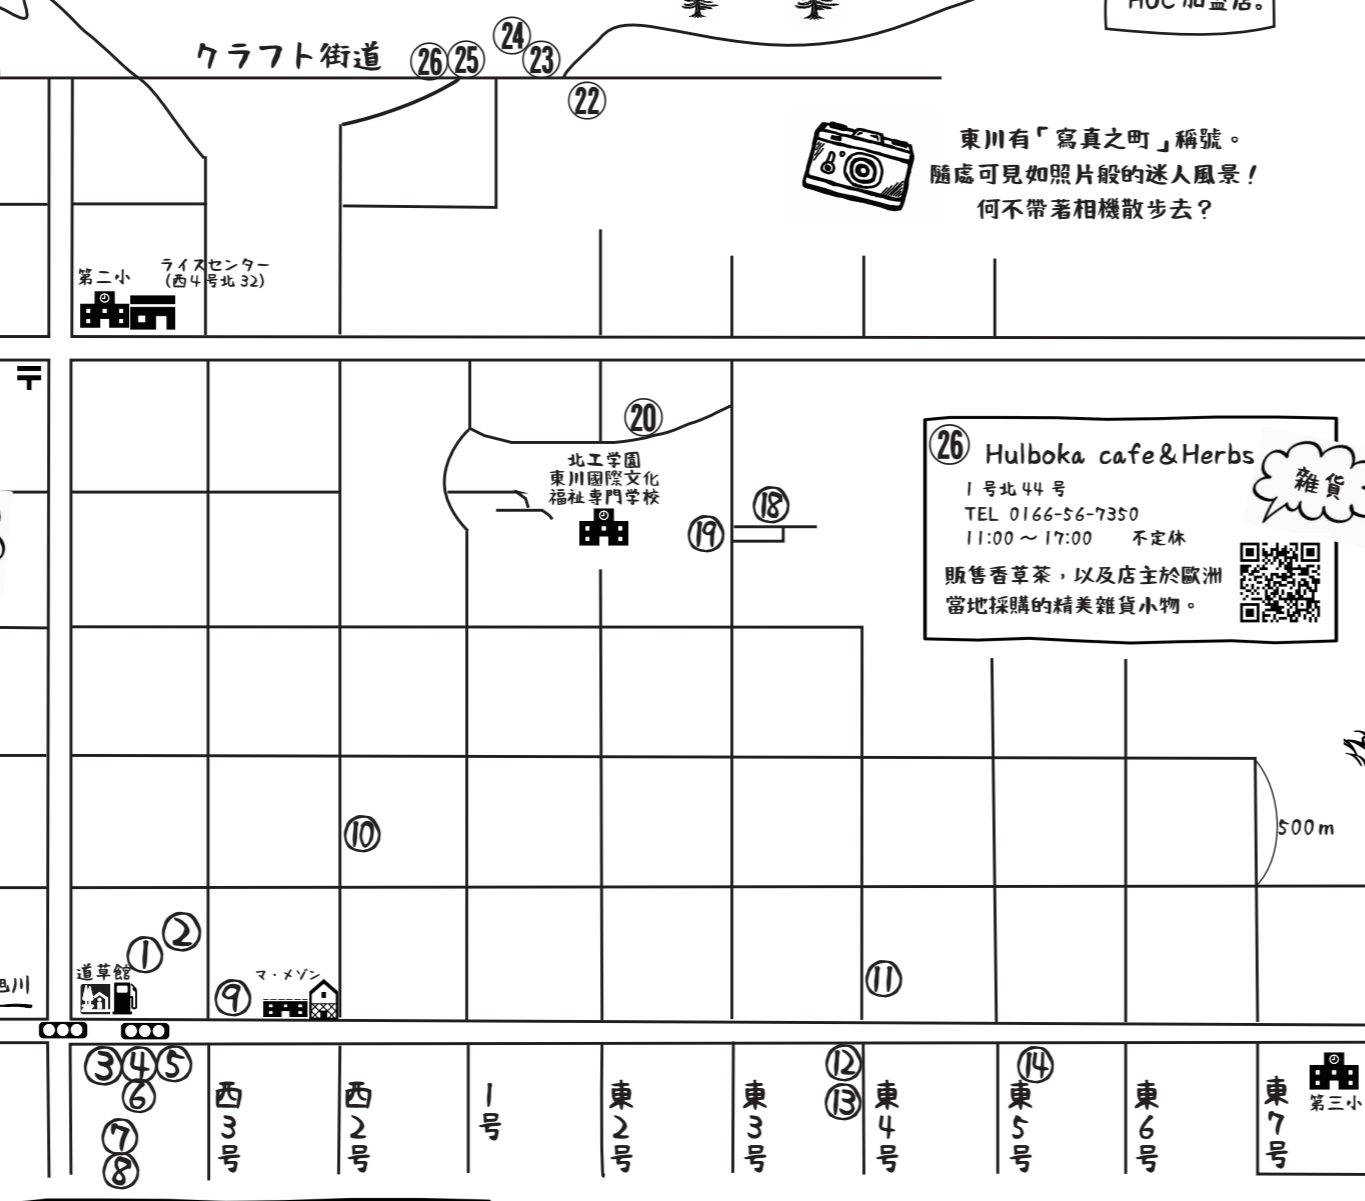 HUC 加盟店。
クラフト街道
26
25
24
23
22
東川有「寫真之町」稱號。
隨處可見如照片般的迷人風景！
何不帶著相機散步去？
第二小
ライスセンター
(西4号北32)
〒
20
北工学園
東川國際文化
福祉専門学校
19
18
26 Hulboka cafe&Herbs
1号北44号
TEL 0166-56-7350
11:00～17:00 不定休
販售香草茶，以及店主於歐洲
當地採購的精美雜貨小物。
雜貨
10
500m
2
1
道草館
旭川
9
マ・メゾン
11
3
4
5
6
7
8
12
13
14
西3号
西2号
1号
東2号
東3号
東4号
東5号
東6号
東7号
第三小